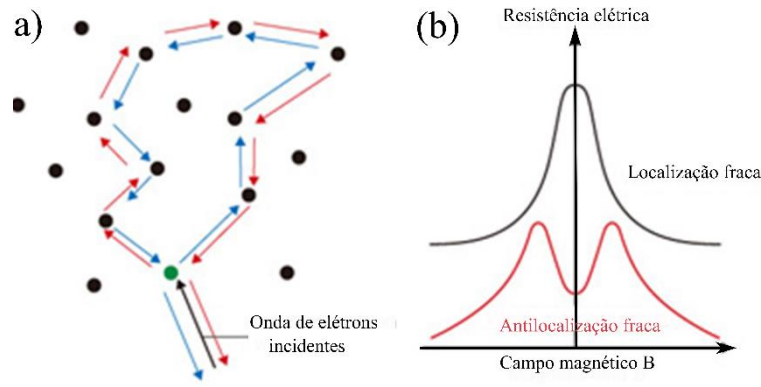 a)
Onda de elétrons
incidentes
(b)
Resistência elétrica
Localização fraca
Antilocalização fraca
Campo magnético B